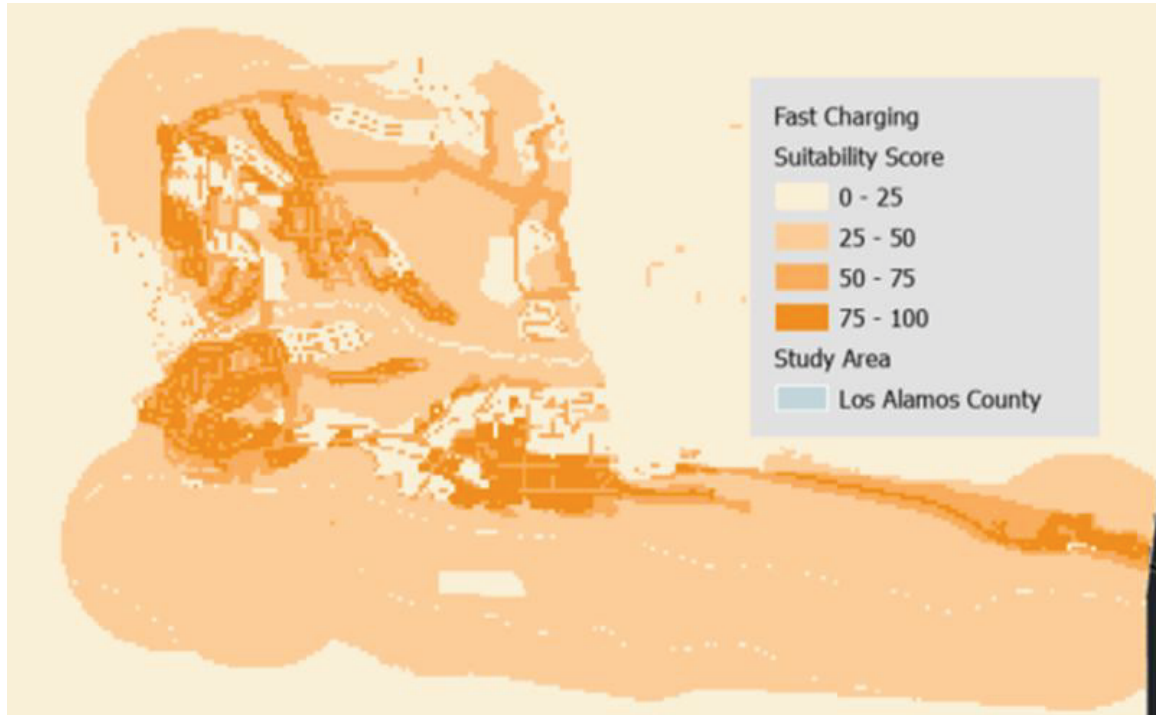 Fast Charging
Suitability Score
0 - 25
25 - 50
50 - 75
75 - 100
Study Area
Los Alamos County